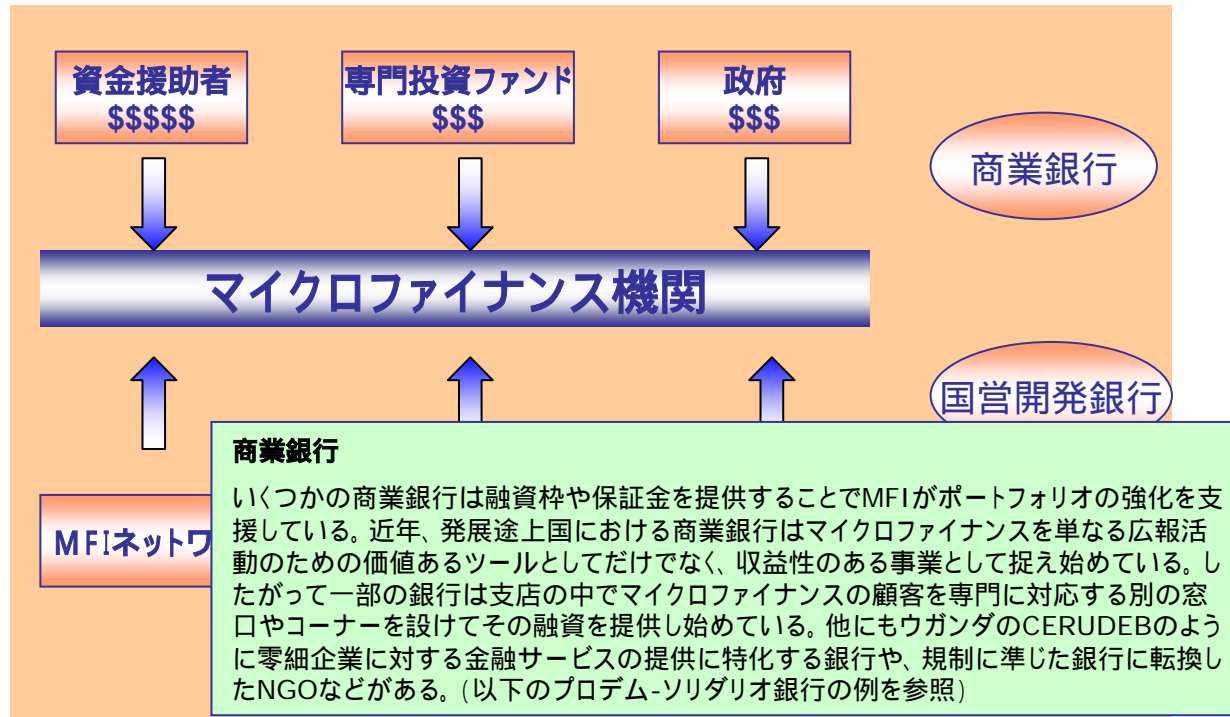 資金援助者
$$$$$
専門投資ファンド
$$$
政府
$$$
商業銀行
マイクロファイナンス機関
国営開発銀行
MFIネットワ
商業銀行
いくつかの商業銀行は融資枠や保証金を提供することでMFIがポートフォリオの強化を支
援している。近年、発展途上国における商業銀行はマイクロファイナンスを単なる広報活
動のための価値あるツールとしてだけでなく、収益性のある事業として捉え始めている。し
たがって一部の銀行は支店の中でマイクロファイナンスの顧客を専門に対応する別の窓
口やコーナーを設けてその融資を提供し始めている。他にもウガンダのCERUDEBのよう
に零細企業に対する金融サービスの提供に特化する銀行や、規制に準じた銀行に転換し
たNGOなどがある。(以下のプロデム-ソリダリオ銀行の例を参照)